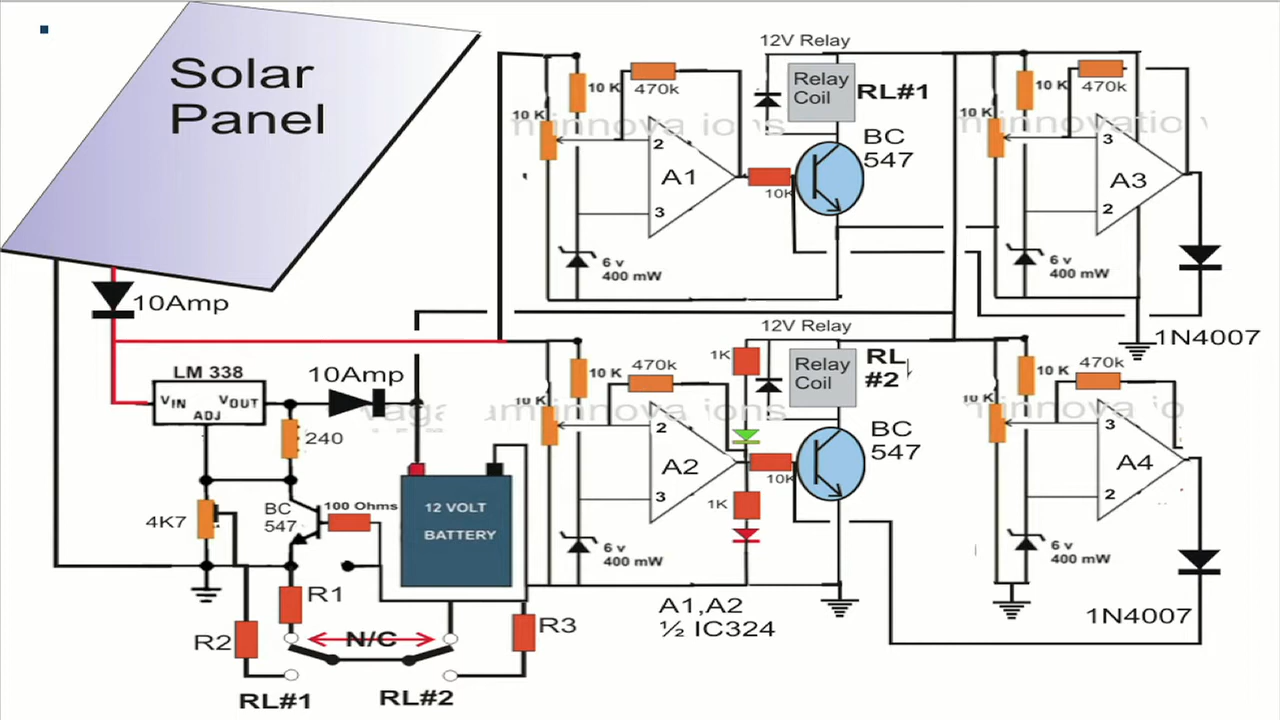 Solar
Panel
10Amp
LM 338
VIN
VOUT
ADJ
10Amp
240
4K7
BC
547
100 Ohms
12 VOLT
BATTERY
R1
R2
R3
N/C
RL#1
RL#2
12V Relay
Relay
Coil
RL#1
BC
547
10 K
10 K
470k
2
3
A1
10K
6 v
400 mW
12V Relay
Relay
Coil
RL
#2
BC
547
1K
10 K
10 K
470k
2
3
A2
10K
1K
6 v
400 mW
A1,A2
½ IC324
10 K
10 K
470k
3
2
A3
6 v
400 mW
1N4007
10 K
10 K
470k
3
2
A4
6 v
400 mW
1N4007